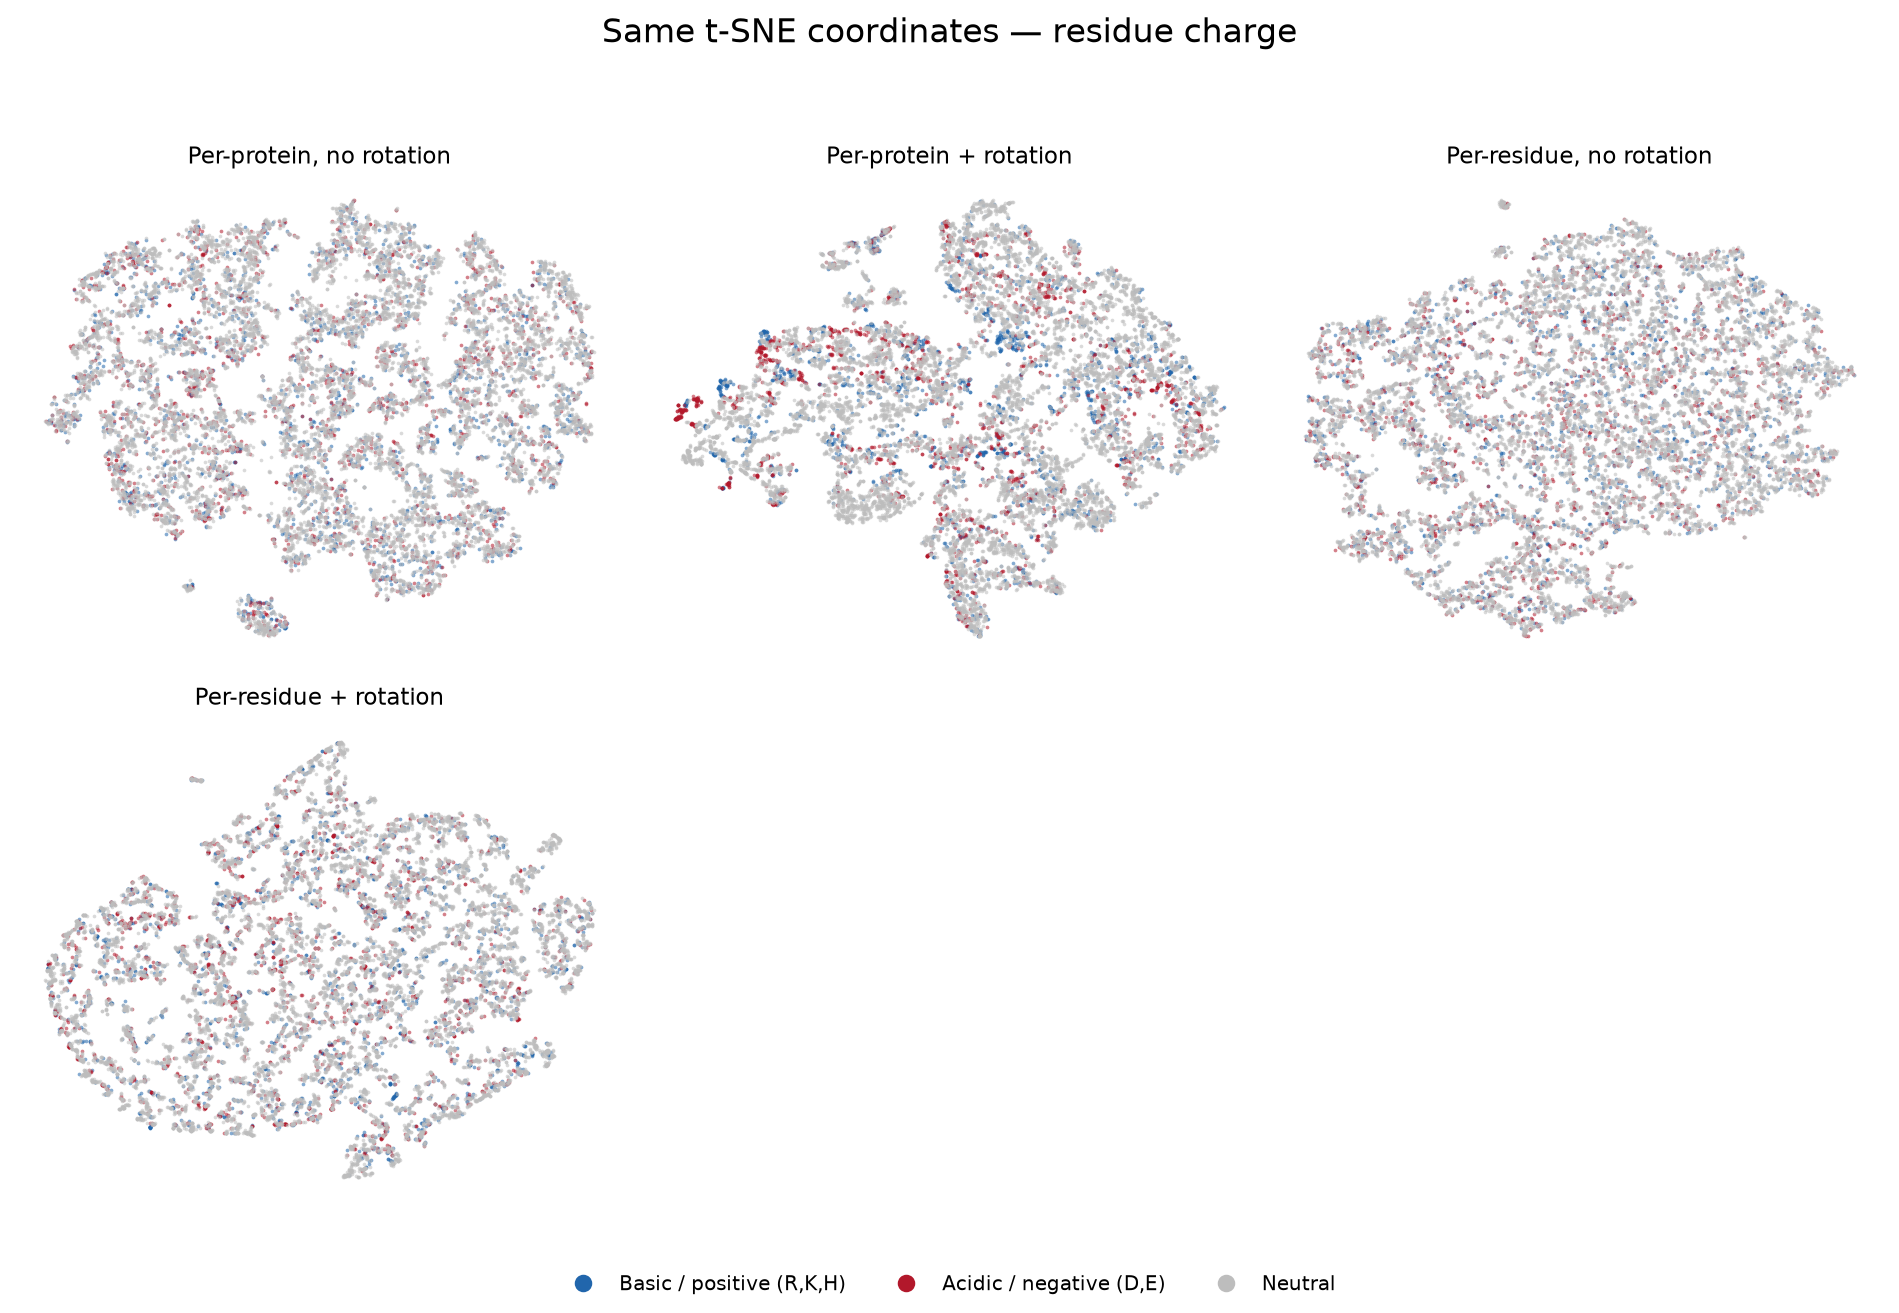 Same t-SNE coordinates — residue charge
Per-protein, no rotation
Per-protein + rotation
Per-residue, no rotation
Per-residue + rotation
Basic / positive (R,K,H)
Acidic / negative (D,E)
Neutral